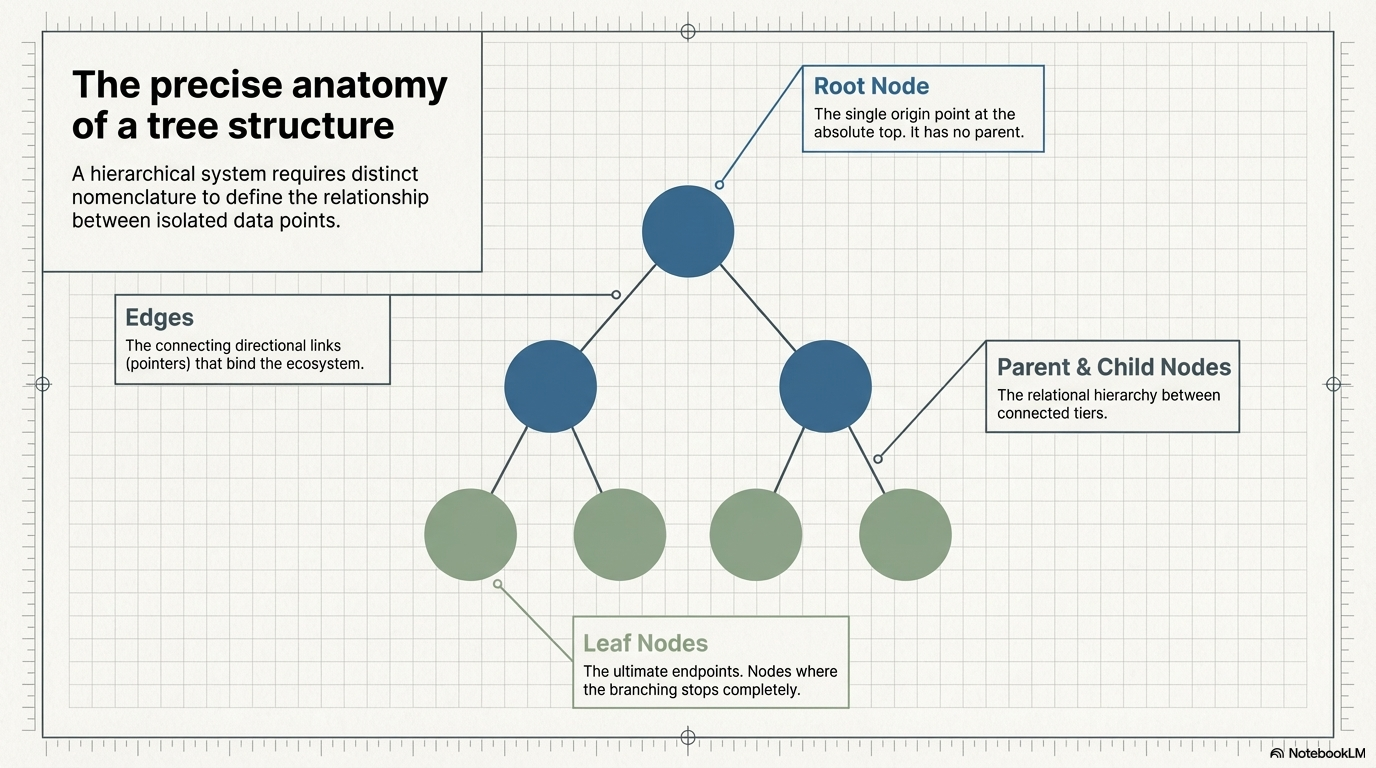 The precise anatomy
of a tree structure
A hierarchical system requires distinct
nomenclature to define the relationship
between isolated data points.
Root Node
The single origin point at the
absolute top. It has no parent.
Edges
The connecting directional links
(pointers) that bind the ecosystem.
Parent & Child Nodes
The relational hierarchy between
connected tiers.
Leaf Nodes
The ultimate endpoints. Nodes where
the branching stops completely.
NotebookLM